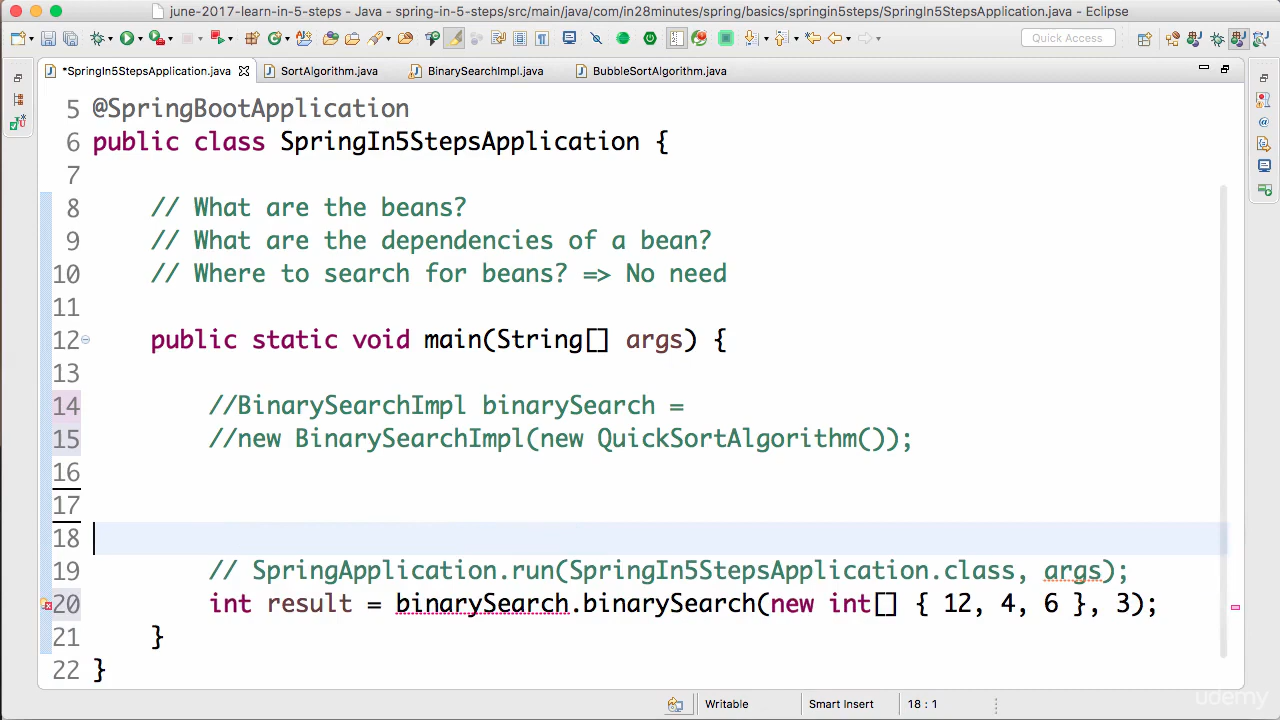 june-2017-learn-in-5-steps - Java - spring-in-5-steps/src/main/java/com/in28minutes/spring/basics/springin5steps/SpringIn5StepsApplication.java - Eclipse
Quick Access
*SpringIn5StepsApplication.java SortAlgorithm.java BinarySearchImpl.java BubbleSortAlgorithm.java
5 @SpringBootApplication
6 public class SpringIn5StepsApplication {
7
8 // What are the beans?
9 // What are the dependencies of a bean?
10 // Where to search for beans? => No need
11
12 public static void main(String[] args) {
13
14 //BinarySearchImpl binarySearch =
15 //new BinarySearchImpl(new QuickSortAlgorithm());
16
17
18
19 // SpringApplication.run(SpringIn5StepsApplication.class, args);
20 int result = binarySearch.binarySearch(new int[] { 12, 4, 6 }, 3);
21 }
22 }
Writable Smart Insert 18 : 1
udemy